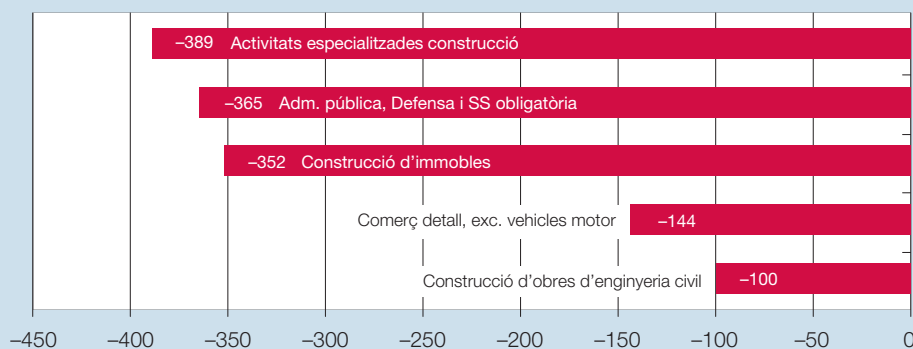 –389 Activitats especialitzades construcció
–365 Adm. pública, Defensa i SS obligatòria
–352 Construcció d’immobles
Comerç detall, exc. vehicles motor –144
Construcció d’obres d’enginyeria civil –100
–450 –400 –350 –300 –250 –200 –150 –100 –50 0